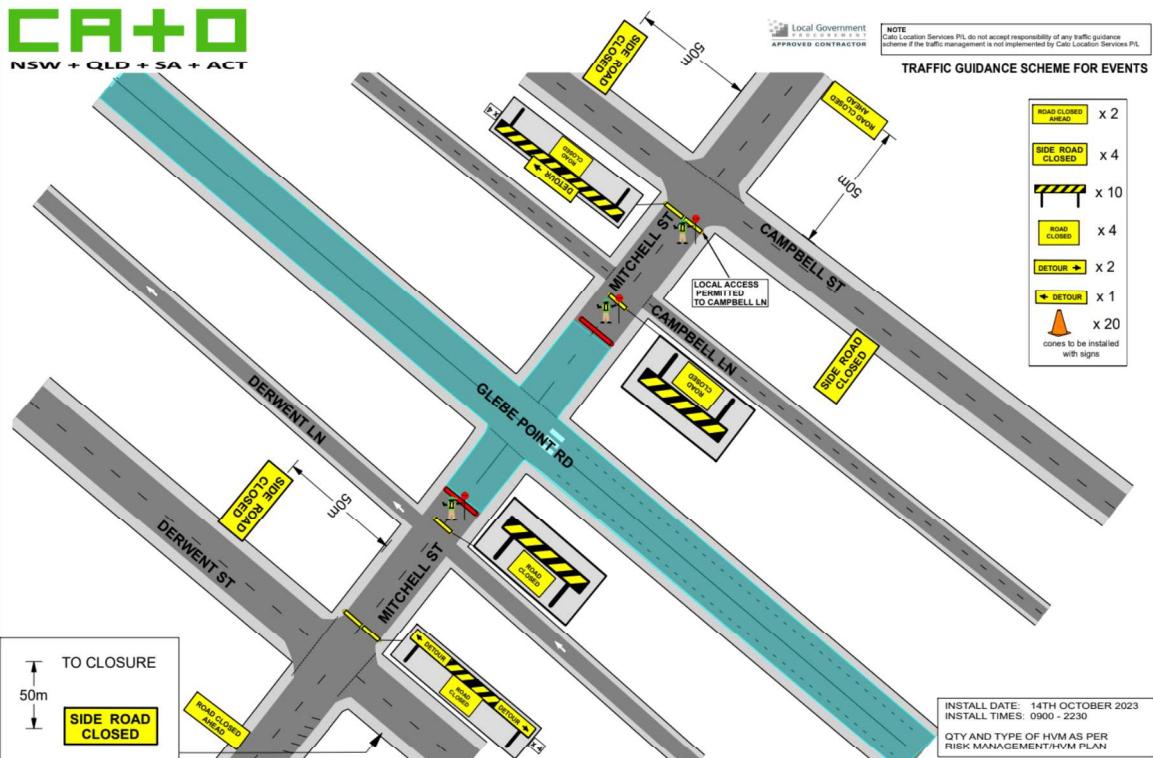 CATO
NSW + QLD + SA + ACT
Local Government
PROCUREMENT
APPROVED CONTRACTOR
NOTE
Cato Location Services P/L do not accept responsibility of any traffic guidance
scheme if the traffic management is not implemented by Cato Location Services P/L
TRAFFIC GUIDANCE SCHEME FOR EVENTS
ROAD CLOSED
AHEAD
x 2
SIDE ROAD
CLOSED
x 4
x 10
ROAD
CLOSED
x 4
DETOUR
x 2
DETOUR
x 1
x 20
cones to be installed
with signs
SIDE ROAD
CLOSED
50m
ROAD CLOSED
AHEAD
50m
x 4
ROAD
CLOSED
DETOUR
MITCHELL ST
CAMPBELL ST
LOCAL ACCESS
PERMITTED
TO CAMPBELL LN
CAMPBELL LN
SIDE ROAD
CLOSED
ROAD
CLOSED
GLEBE POINT RD
DERWENT LN
SIDE ROAD
CLOSED
50m
DERWENT ST
MITCHELL ST
ROAD
CLOSED
DETOUR
ROAD
CLOSED
DETOUR
x 4
ROAD CLOSED
AHEAD
TO CLOSURE
50m
SIDE ROAD
CLOSED
INSTALL DATE: 14TH OCTOBER 2023
INSTALL TIMES: 0900 - 2230
QTY AND TYPE OF HVM AS PER
RISK MANAGEMENT/HVM PLAN